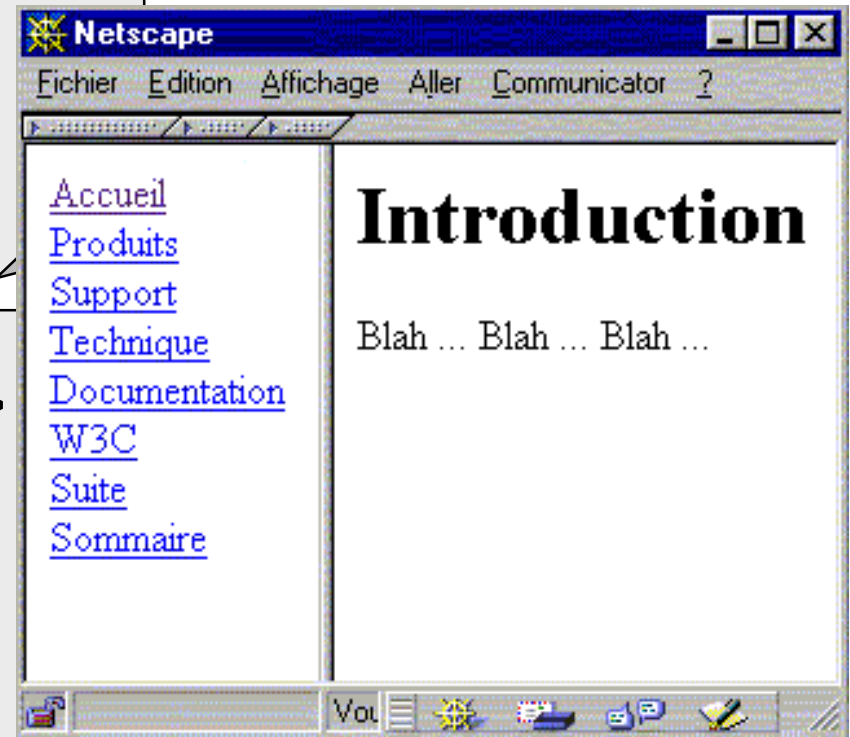 Netscape
Fichier Edition Affichage Aller Communicator ?
Accueil
Produits
Support
Technique
Documentation
W3C
Suite
Sommaire
Introduction
Blah ... Blah ... Blah ...
Vou